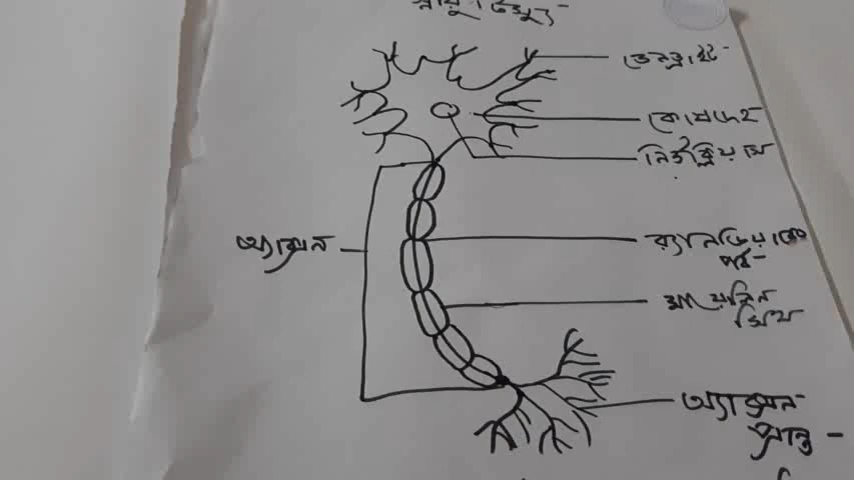 স্নায়ু টিস্যু
ডেনড্রাইট
কোষদেহ
নিউক্লিয়াস
অ্যাক্সন
র‍্যানভিয়ারের
পর্ব
মায়েলিন
সিথ
অ্যাক্সন
প্রান্ত